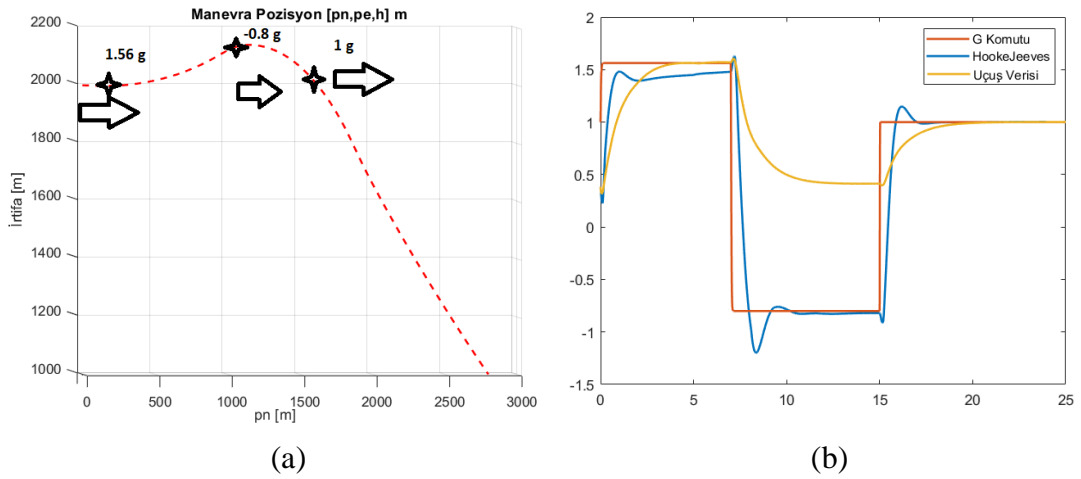 Manevra Pozisyon [pn,pe,h] m
2200
2000
1800
1600
1400
1200
1000
İrtifa [m]
1.56 g
-0.8 g
1 g
0
500
1000
1500
2000
2500
3000
pn [m]
(a)
2
1.5
1
0.5
0
-0.5
-1
-1.5
G Komutu
HookeJeeves
Uçuş Verisi
0
5
10
15
20
25
(b)